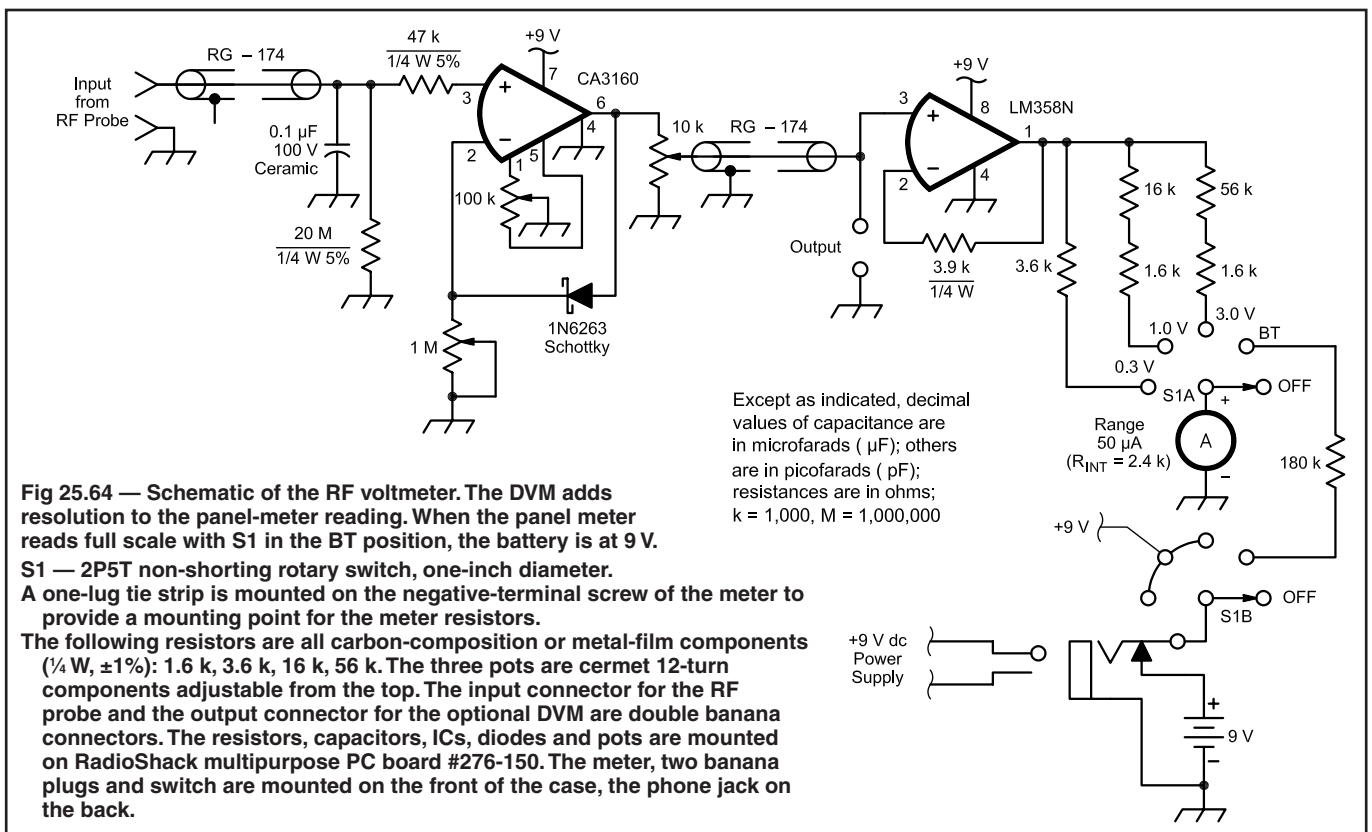 RG – 174
47 k
1/4 W 5%
+9 V
7
CA3160
Input
from
RF Probe
3
+
6
4
–
2
5
1
0.1 µF
100 V
Ceramic
20 M
1/4 W 5%
100 k
10 k
RG – 174
1N6263
Schottky
1 M
+9 V
8
LM358N
3
+
1
–
2
4
Output
3.9 k
1/4 W
3.6 k
16 k
56 k
1.6 k
1.6 k
3.0 V
1.0 V
BT
0.3 V
S1A
OFF
+
Range
50 µA
(RINT = 2.4 k)
A
–
180 k
+9 V
S1B
OFF
+9 V dc
Power
Supply
+
9 V
–
Except as indicated, decimal
values of capacitance are
in microfarads ( µF); others
are in picofarads ( pF);
resistances are in ohms;
k = 1,000, M = 1,000,000
Fig 25.64 — Schematic of the RF voltmeter. The DVM adds
resolution to the panel-meter reading. When the panel meter
reads full scale with S1 in the BT position, the battery is at 9 V.
S1 — 2P5T non-shorting rotary switch, one-inch diameter.
A one-lug tie strip is mounted on the negative-terminal screw of the meter to
provide a mounting point for the meter resistors.
The following resistors are all carbon-composition or metal-film components
(¼ W, ±1%): 1.6 k, 3.6 k, 16 k, 56 k. The three pots are cermet 12-turn
components adjustable from the top. The input connector for the RF
probe and the output connector for the optional DVM are double banana
connectors. The resistors, capacitors, ICs, diodes and pots are mounted
on RadioShack multipurpose PC board #276-150. The meter, two banana
plugs and switch are mounted on the front of the case, the phone jack on
the back.